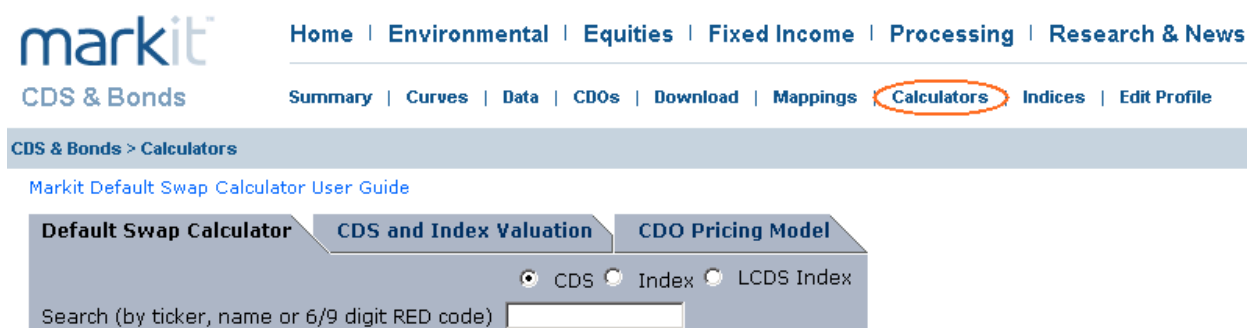 markit
Home | Environmental | Equities | Fixed Income | Processing | Research & News
CDS & Bonds
Summary | Curves | Data | CDOs | Download | Mappings | Calculators | Indices | Edit Profile
CDS & Bonds > Calculators
Markit Default Swap Calculator User Guide
Default Swap Calculator CDS and Index Valuation CDO Pricing Model
CDS Index LCDS Index
Search (by ticker, name or 6/9 digit RED code)